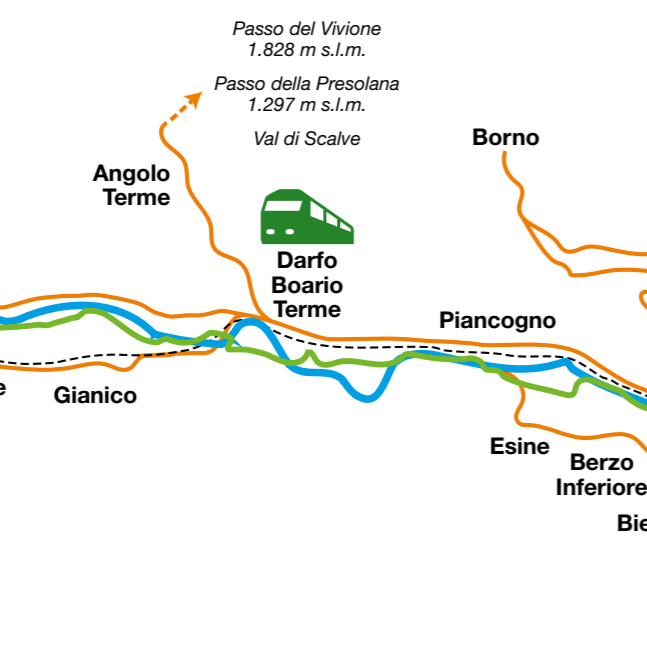 Passo del Vivione
1.828 m s.l.m.
Passo della Presolana
1.297 m s.l.m.
Val di Scalve
Borno
Angolo
Terme
Darfo
Boario
Terme
Piancogno
e
Gianico
Esine
Berzo
Inferiore
Bie